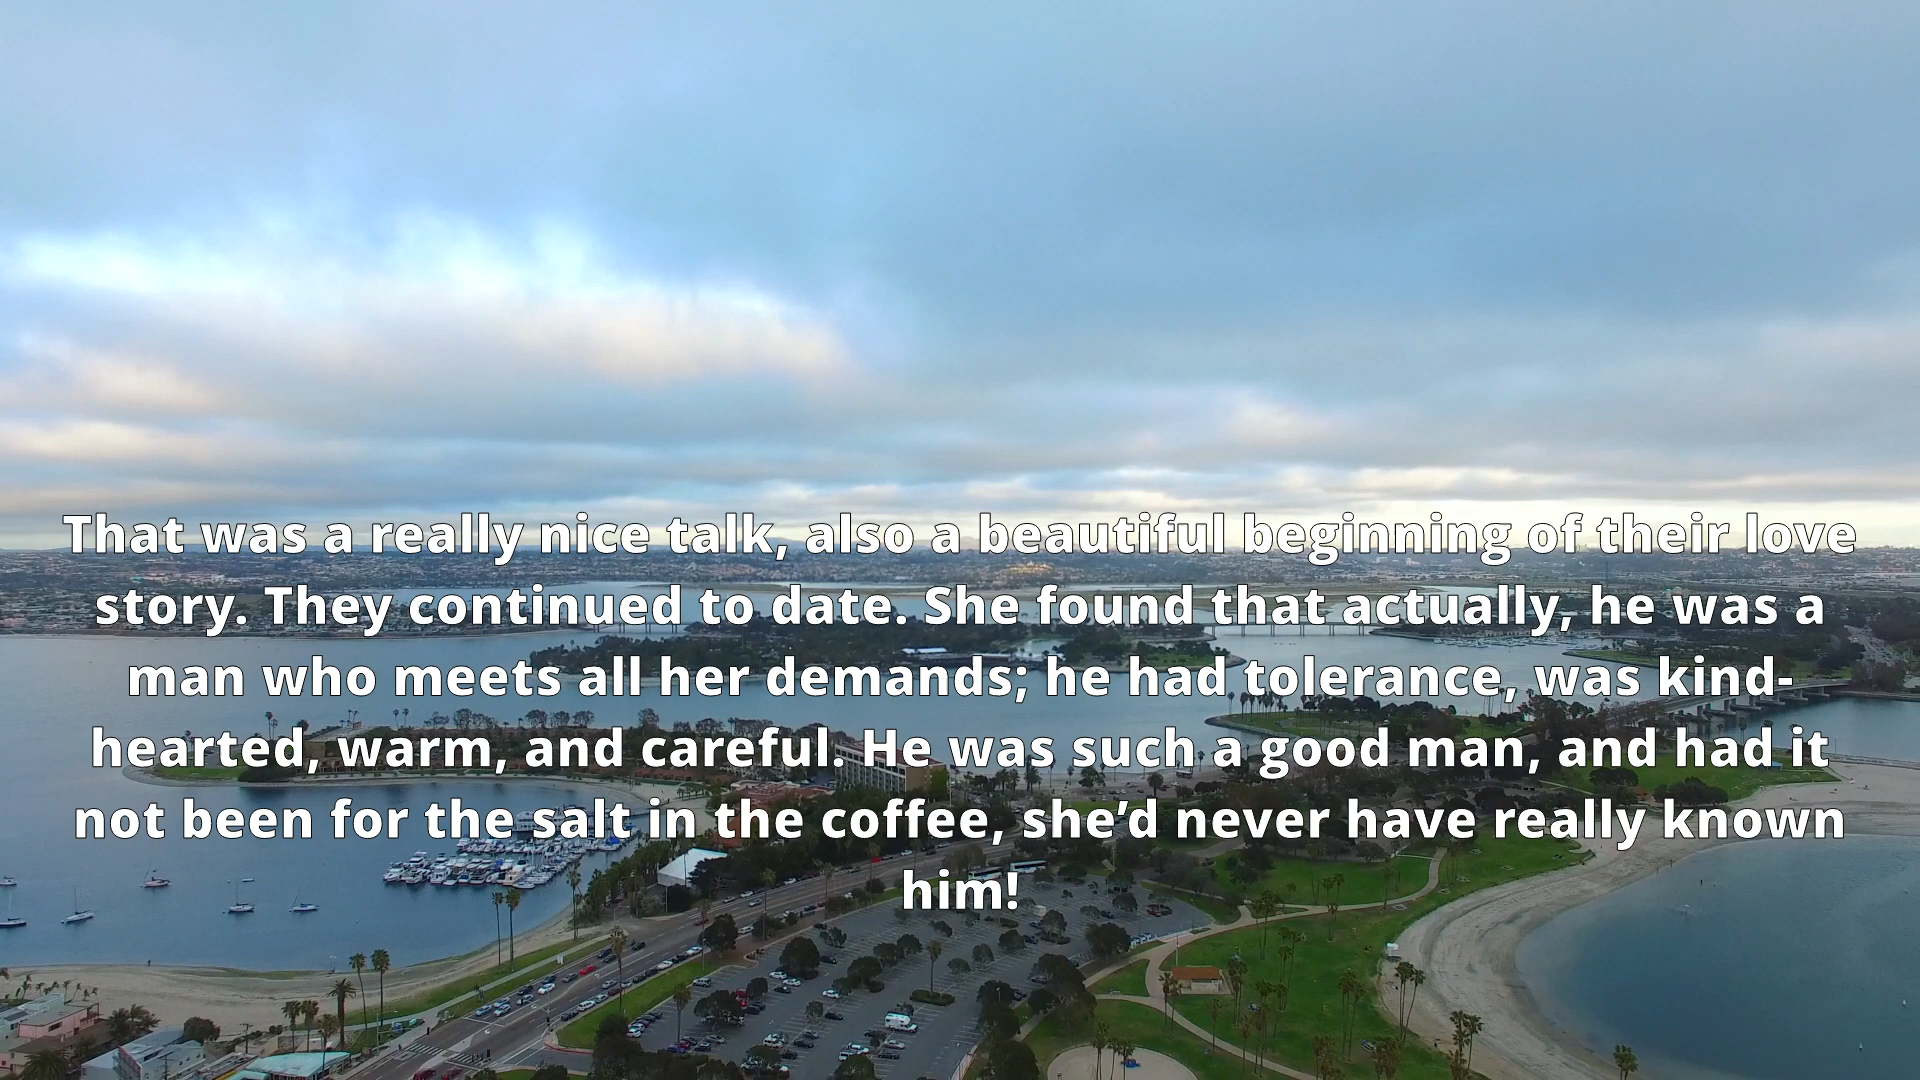 That was a really nice talk, also a beautiful beginning of their love
story. They continued to date. She found that actually, he was a
man who meets all her demands; he had tolerance, was kind-
hearted, warm, and careful. He was such a good man, and had it
not been for the salt in the coffee, she’d never have really known
him!